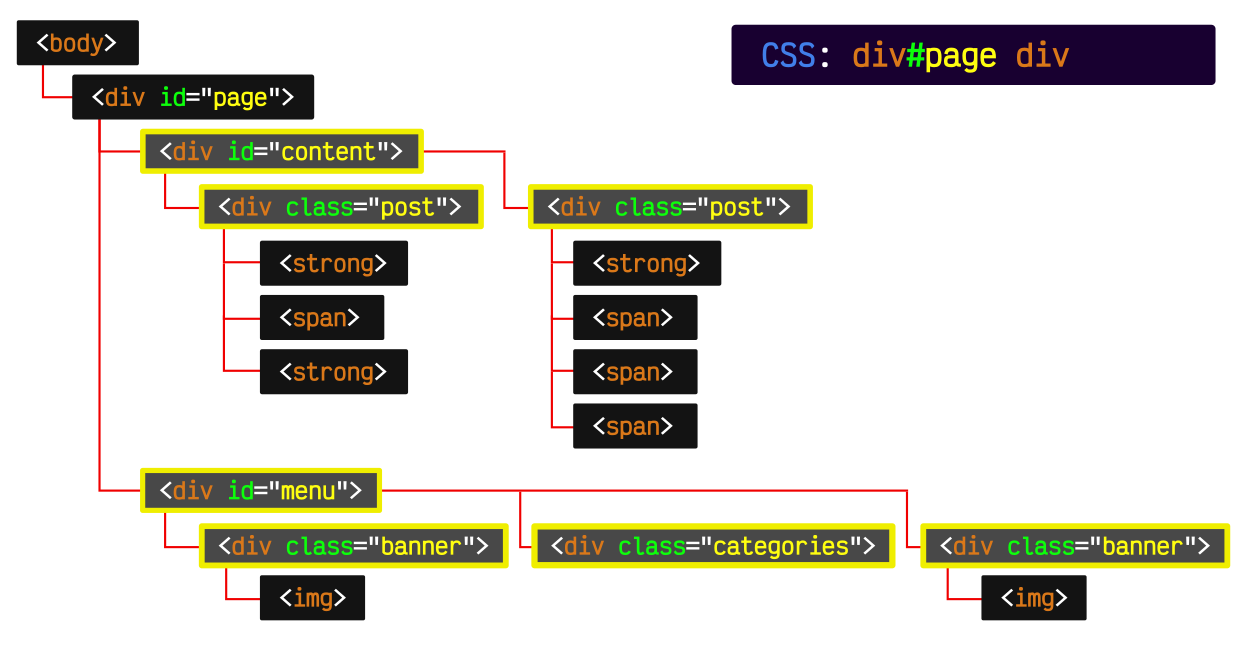 <body>
CSS: div#page div
<div id="page">
<div id="content">
<div class="post"> <div class="post">
<strong> <strong>
<span> <span>
<strong> <span>
<span>
<div id="menu">
<div class="banner"> <div class="categories"> <div class="banner">
<img> <img>